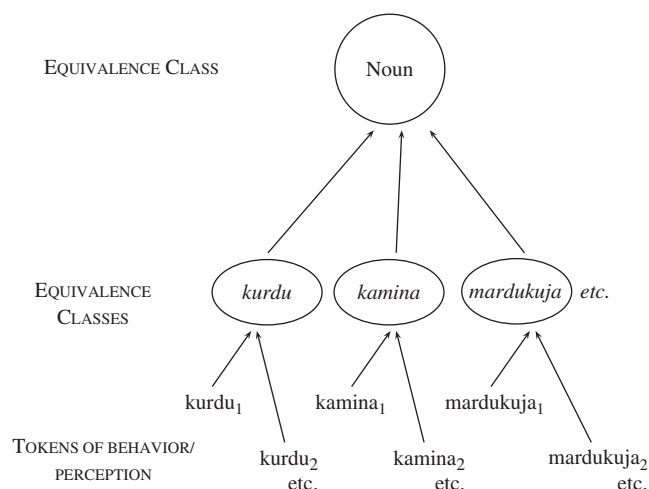 EQUIVALENCE CLASS
Noun
EQUIVALENCE
CLASSES
kurdu
kamina
mardukuja
etc.
kurdu₁
kamina₁
mardukuja₁
TOKENS OF BEHAVIOR/
PERCEPTION
kurdu₂
etc.
kamina₂
etc.
mardukuja₂
etc.